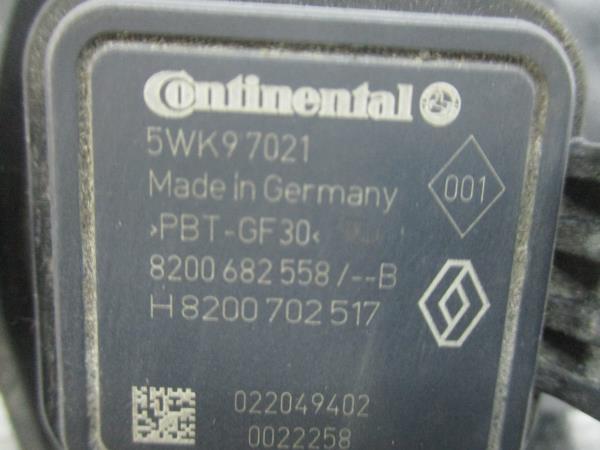 Continental
5WK9 7021
Made in Germany
001
>PBT-GF30<
8200 682 558 /--B
H 8200 702 517
022049402
0022258